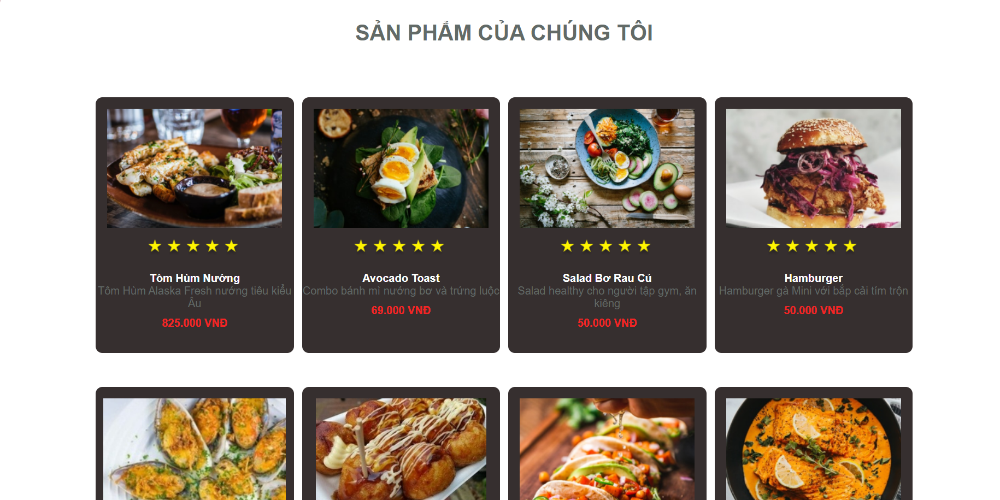 SẢN PHẨM CỦA CHÚNG TÔI
★ ★ ★ ★ ★
Tôm Hùm Nướng
Tôm Hùm Alaska Fresh nướng tiêu kiểu
Âu
825.000 VNĐ
★ ★ ★ ★ ★
Avocado Toast
Combo bánh mì nướng bơ và trứng luộc
69.000 VNĐ
★ ★ ★ ★ ★
Salad Bơ Rau Củ
Salad healthy cho người tập gym, ăn
kiêng
50.000 VNĐ
★ ★ ★ ★ ★
Hamburger
Hamburger gà Mini với bắp cải tím trộn
50.000 VNĐ